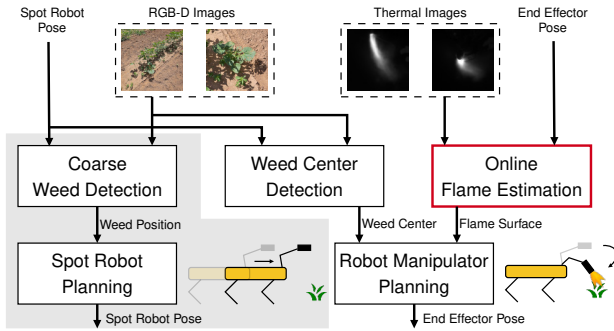 Spot Robot
Pose
RGB-D Images
Thermal Images
End Effector
Pose
Coarse
Weed Detection
Weed Center
Detection
Online
Flame Estimation
Weed Position
Weed Center
Flame Surface
Spot Robot
Planning
Robot Manipulator
Planning
Spot Robot Pose
End Effector Pose